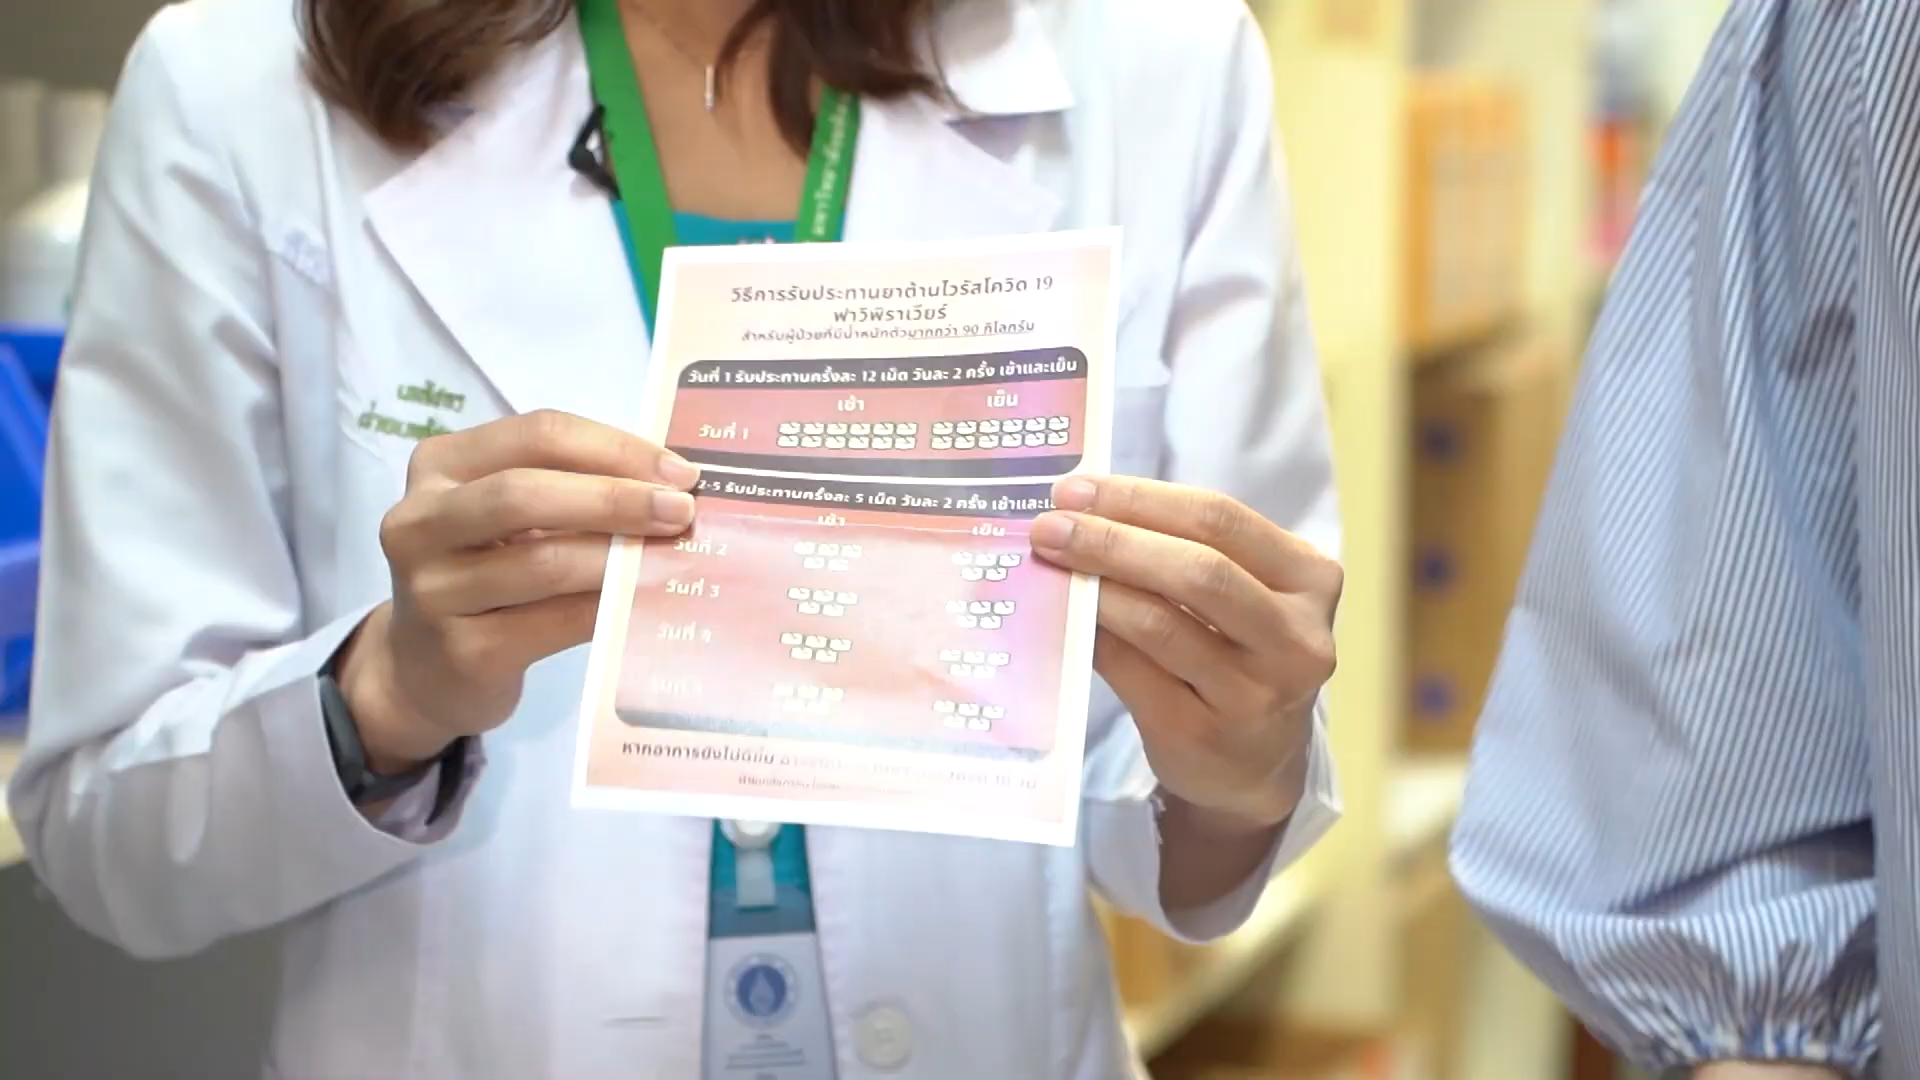 วิธีการรับประทานยาต้านไวรัสโควิด 19
ฟาวิพิราเวียร์
สำหรับผู้ป่วยที่มีน้ำหนักตัวมากกว่า 90 กิโลกรัม
วันที่ 1 รับประทานครั้งละ 12 เม็ด วันละ 2 ครั้ง เช้าและเย็น
เช้า เย็น
วันที่ 1
2-5 รับประทานครั้งละ 5 เม็ด วันละ 2 ครั้ง เช้าและ
เช้า เย็น
วันที่ 2
วันที่ 3
วันที่ 4
วันที่ 5
หากอาการยังไม่ดีขึ้น
เภสัชกร